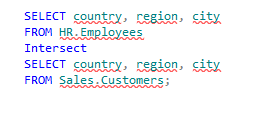 SELECT country, region, city
FROM HR.Employees
Intersect
SELECT country, region, city
FROM Sales.Customers;